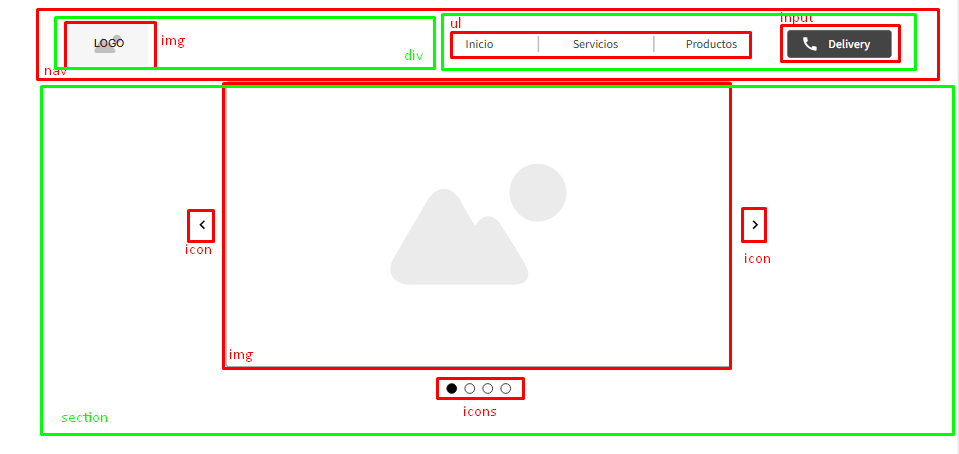 input
ul
LOGO
img
Inicio
Servicios
Productos
Delivery
div
nav
icon
icon
img
icons
section